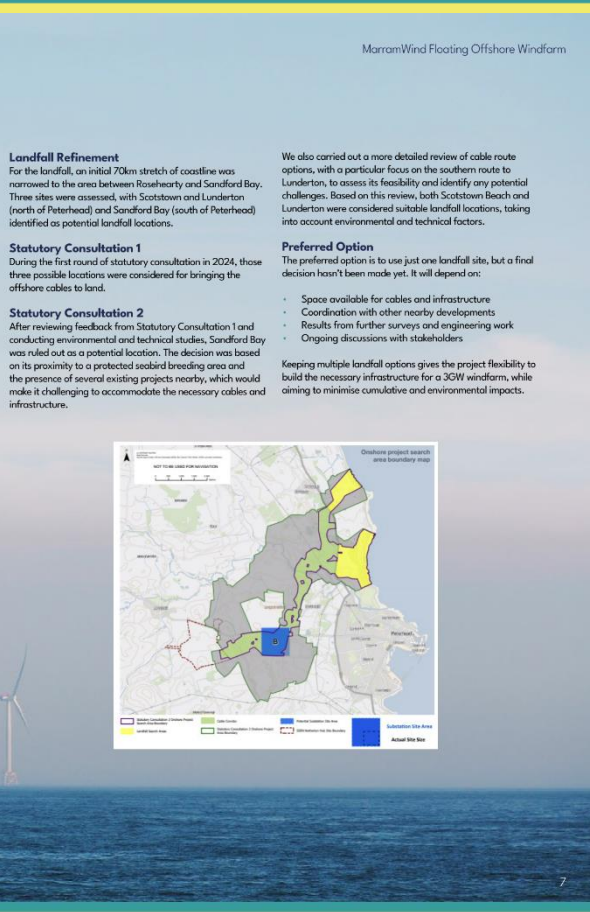 MarramWind Floating Offshore Windfarm
Landfall Refinement
For the landfall, an initial 70km stretch of coastline was
narrowed to the area between Rosehearty and Sandford Bay.
Three sites were assessed, with Scotstown and Lunderton
(north of Peterhead) and Sandford Bay (south of Peterhead)
identified as potential landfall locations.
Statutory Consultation 1
During the first round of statutory consultation in 2024, those
three possible locations were considered for bringing the
offshore cables to land.
Statutory Consultation 2
After reviewing feedback from Statutory Consultation 1 and
conducting environmental and technical studies, Sandford Bay
was ruled out as a potential location. The decision was based
on its proximity to a protected seabird breeding area and
the presence of several existing projects nearby, which would
make it challenging to accommodate the necessary cables and
infrastructure.
We also carried out a more detailed review of cable route
options, with a particular focus on the southern route to
Lunderton, to assess its feasibility and identify any potential
challenges. Based on this review, both Scotstown Beach and
Lunderton were considered suitable landfall locations, taking
into account environmental and technical factors.
Preferred Option
The preferred option is to use just one landfall site, but a final
decision hasn't been made yet. It will depend on:
• Space available for cables and infrastructure
• Coordination with other nearby developments
• Results from further surveys and engineering work
• Ongoing discussions with stakeholders
Keeping multiple landfall options gives the project flexibility to
build the necessary infrastructure for a 3GW windfarm, while
aiming to minimise cumulative and environmental impacts.
Onshore project search
area boundary map
NOT TO BE USED FOR NAVIGATION
Peterhead
Statutory Consultation 2 Onshore Project
Search Area Boundary
Landfall Search Areas
Cable Corridor
Potential Substation Site Area
Substation Site Area
Actual Site Size
7